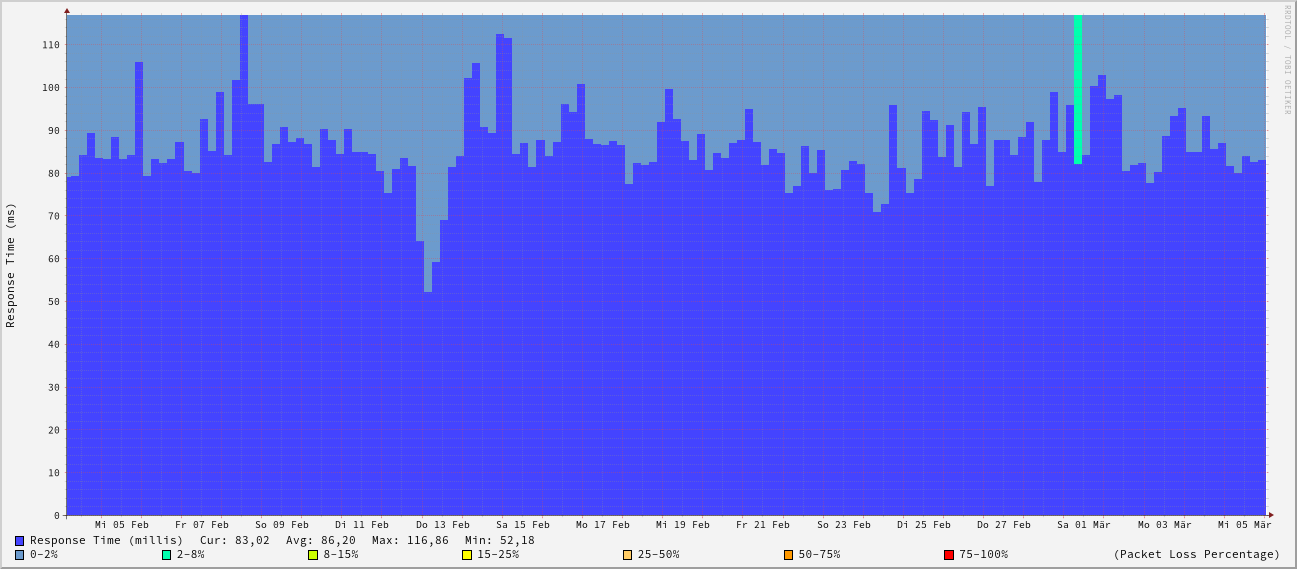 RRDTOOL / TOBI OETIKER
Response Time (ms)
110
100
90
80
70
60
50
40
30
20
10
0
Mi 05 Feb Fr 07 Feb So 09 Feb Di 11 Feb Do 13 Feb Sa 15 Feb Mo 17 Feb Mi 19 Feb Fr 21 Feb So 23 Feb Di 25 Feb Do 27 Feb Sa 01 Mär Mo 03 Mär Mi 05 Mär
Response Time (millis) Cur: 83,02 Avg: 86,20 Max: 116,86 Min: 52,18
0-2% 2-8% 8-15% 15-25% 25-50% 50-75% 75-100% (Packet Loss Percentage)